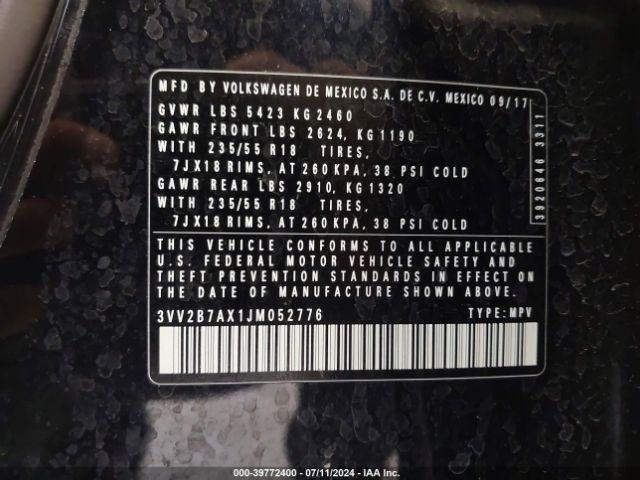 MFD BY VOLKSWAGEN DE MEXICO S.A. DE C.V. MEXICO 09/17
GVWR LBS 5423 KG 2460
GAWR FRONT LBS 2624, KG 1190
WITH 235/55 R18 TIRES,
7JX18 RIMS, AT 260 KPA, 38 PSI COLD
GAWR REAR LBS 2910, KG 1320
WITH 235/55 R18 TIRES,
7JX18 RIMS, AT 260 KPA, 38 PSI COLD
3920646 3311
THIS VEHICLE CONFORMS TO ALL APPLICABLE
U.S. FEDERAL MOTOR VEHICLE SAFETY AND
THEFT PREVENTION STANDARDS IN EFFECT ON
THE DATE OF MANUFACTURE SHOWN ABOVE.
3VV2B7AX1JM052776 TYPE:MPV
000-39772400 - 07/11/2024 - IAA Inc.